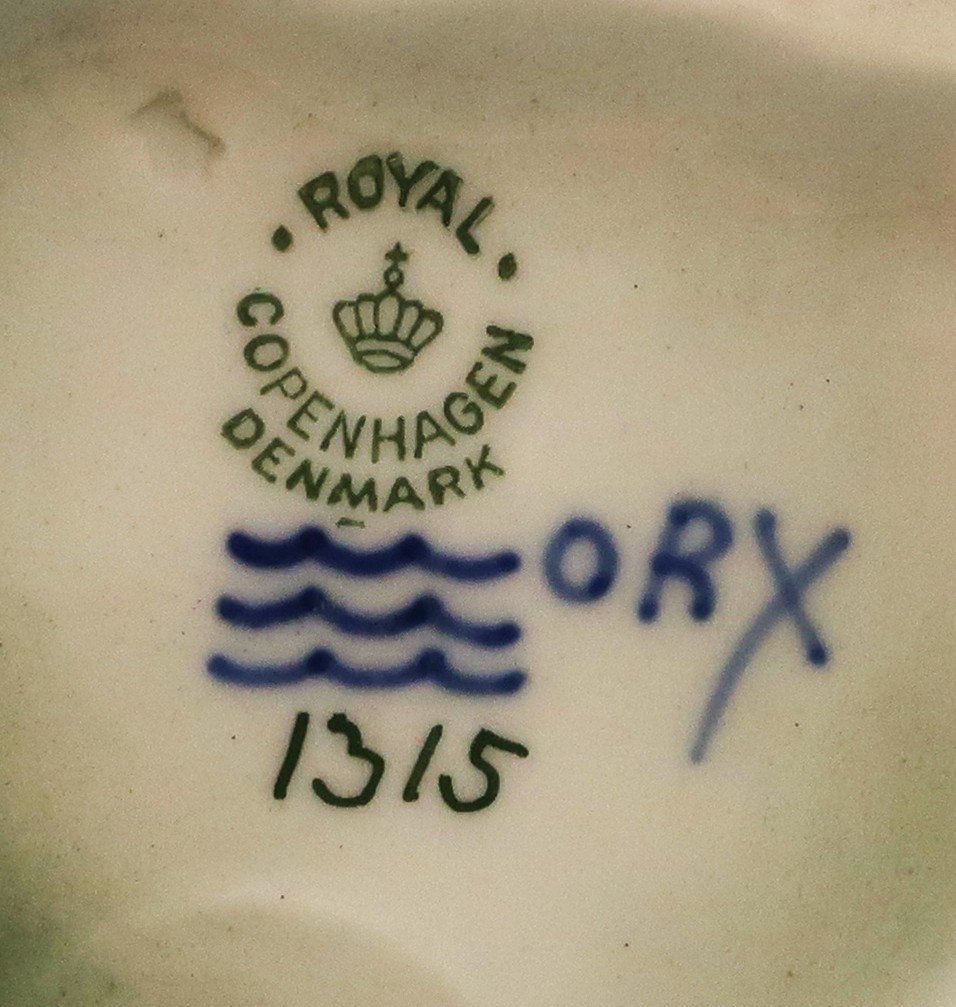 · ROYAL ·
COPENHAGEN
DENMARK
ORX
1315